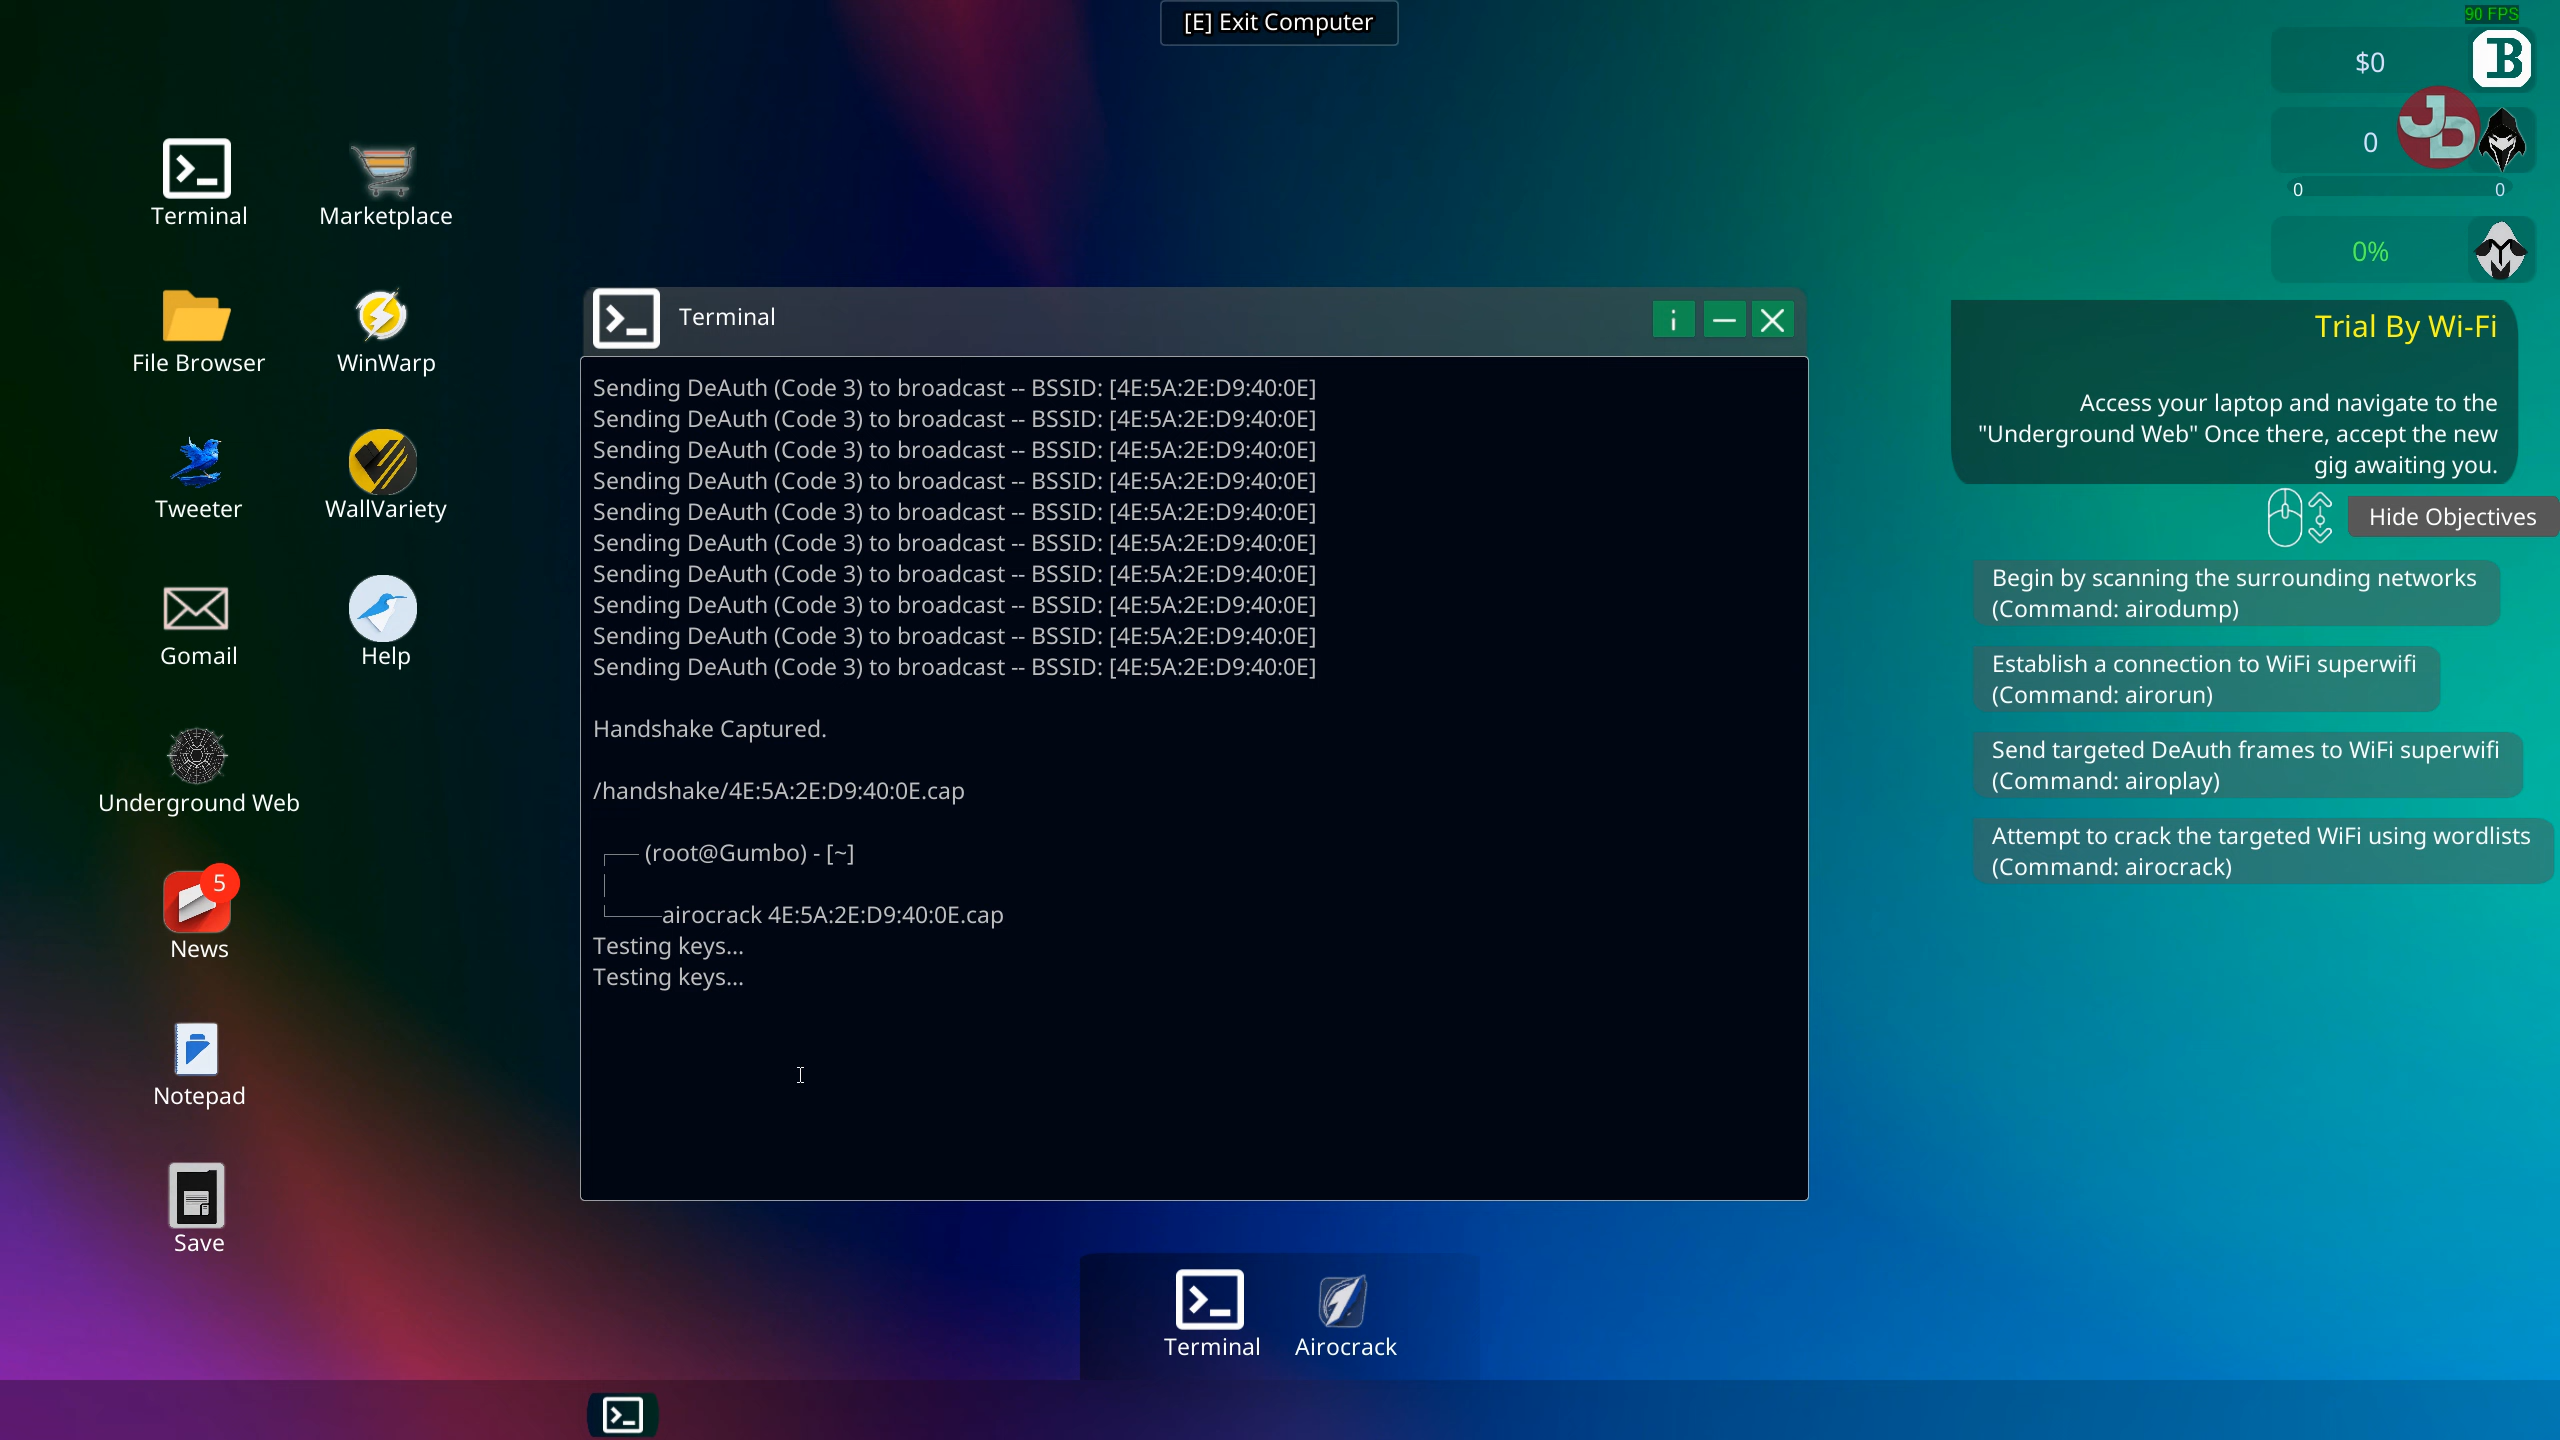 [E] Exit Computer
90 FPS
$0
B
0
JD
0 0
0%
Terminal
Marketplace
File Browser
WinWarp
Tweeter
WallVariety
Gomail
Help
Underground Web
5
News
Notepad
Save
Terminal
i
Sending DeAuth (Code 3) to broadcast -- BSSID: [4E:5A:2E:D9:40:0E]
Sending DeAuth (Code 3) to broadcast -- BSSID: [4E:5A:2E:D9:40:0E]
Sending DeAuth (Code 3) to broadcast -- BSSID: [4E:5A:2E:D9:40:0E]
Sending DeAuth (Code 3) to broadcast -- BSSID: [4E:5A:2E:D9:40:0E]
Sending DeAuth (Code 3) to broadcast -- BSSID: [4E:5A:2E:D9:40:0E]
Sending DeAuth (Code 3) to broadcast -- BSSID: [4E:5A:2E:D9:40:0E]
Sending DeAuth (Code 3) to broadcast -- BSSID: [4E:5A:2E:D9:40:0E]
Sending DeAuth (Code 3) to broadcast -- BSSID: [4E:5A:2E:D9:40:0E]
Sending DeAuth (Code 3) to broadcast -- BSSID: [4E:5A:2E:D9:40:0E]
Sending DeAuth (Code 3) to broadcast -- BSSID: [4E:5A:2E:D9:40:0E]
Handshake Captured.
/handshake/4E:5A:2E:D9:40:0E.cap
(root@Gumbo) - [~]
airocrack 4E:5A:2E:D9:40:0E.cap
Testing keys...
Testing keys...
Trial By Wi-Fi
Access your laptop and navigate to the
"Underground Web" Once there, accept the new
gig awaiting you.
Hide Objectives
Begin by scanning the surrounding networks
(Command: airodump)
Establish a connection to WiFi superwifi
(Command: airorun)
Send targeted DeAuth frames to WiFi superwifi
(Command: airoplay)
Attempt to crack the targeted WiFi using wordlists
(Command: airocrack)
Terminal
Airocrack